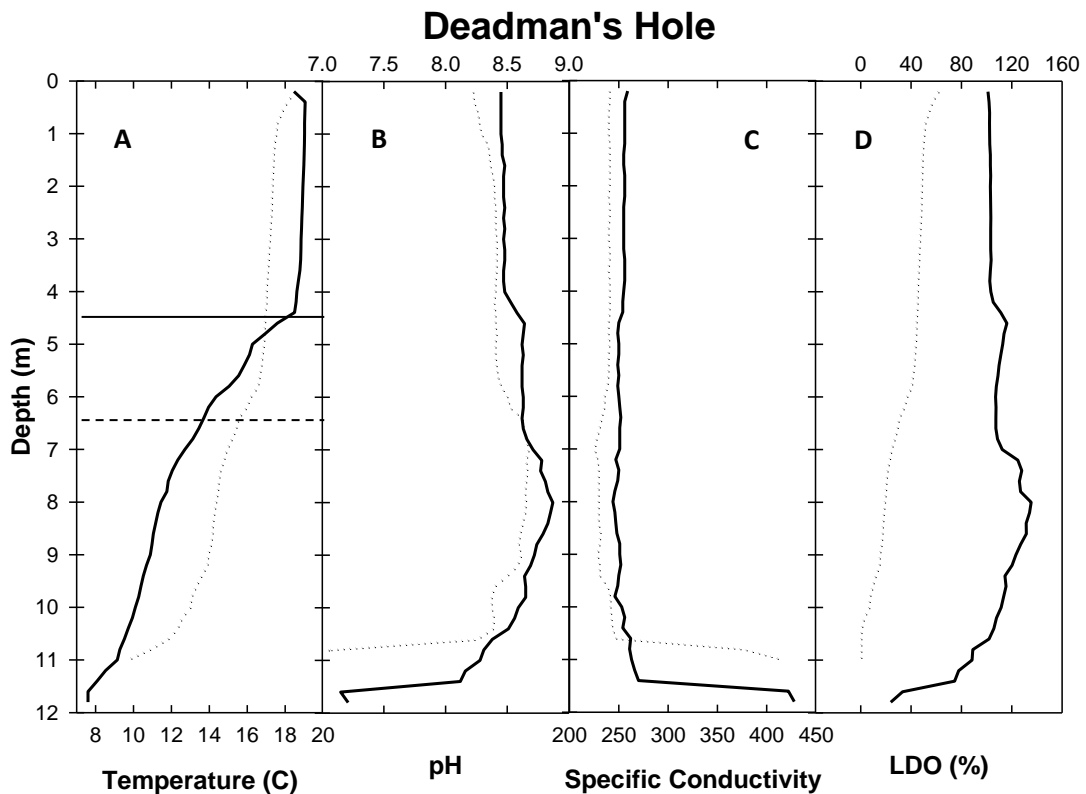 Deadman's Hole
7.0 7.5 8.0 8.5 9.0
0 40 80 120 160
A
B
C
D
Depth (m)
0
1
2
3
4
5
6
7
8
9
10
11
12
8 10 12 14 16 18 20
200 250 300 350 400 450
Temperature (C)
pH
Specific Conductivity
LDO (%)